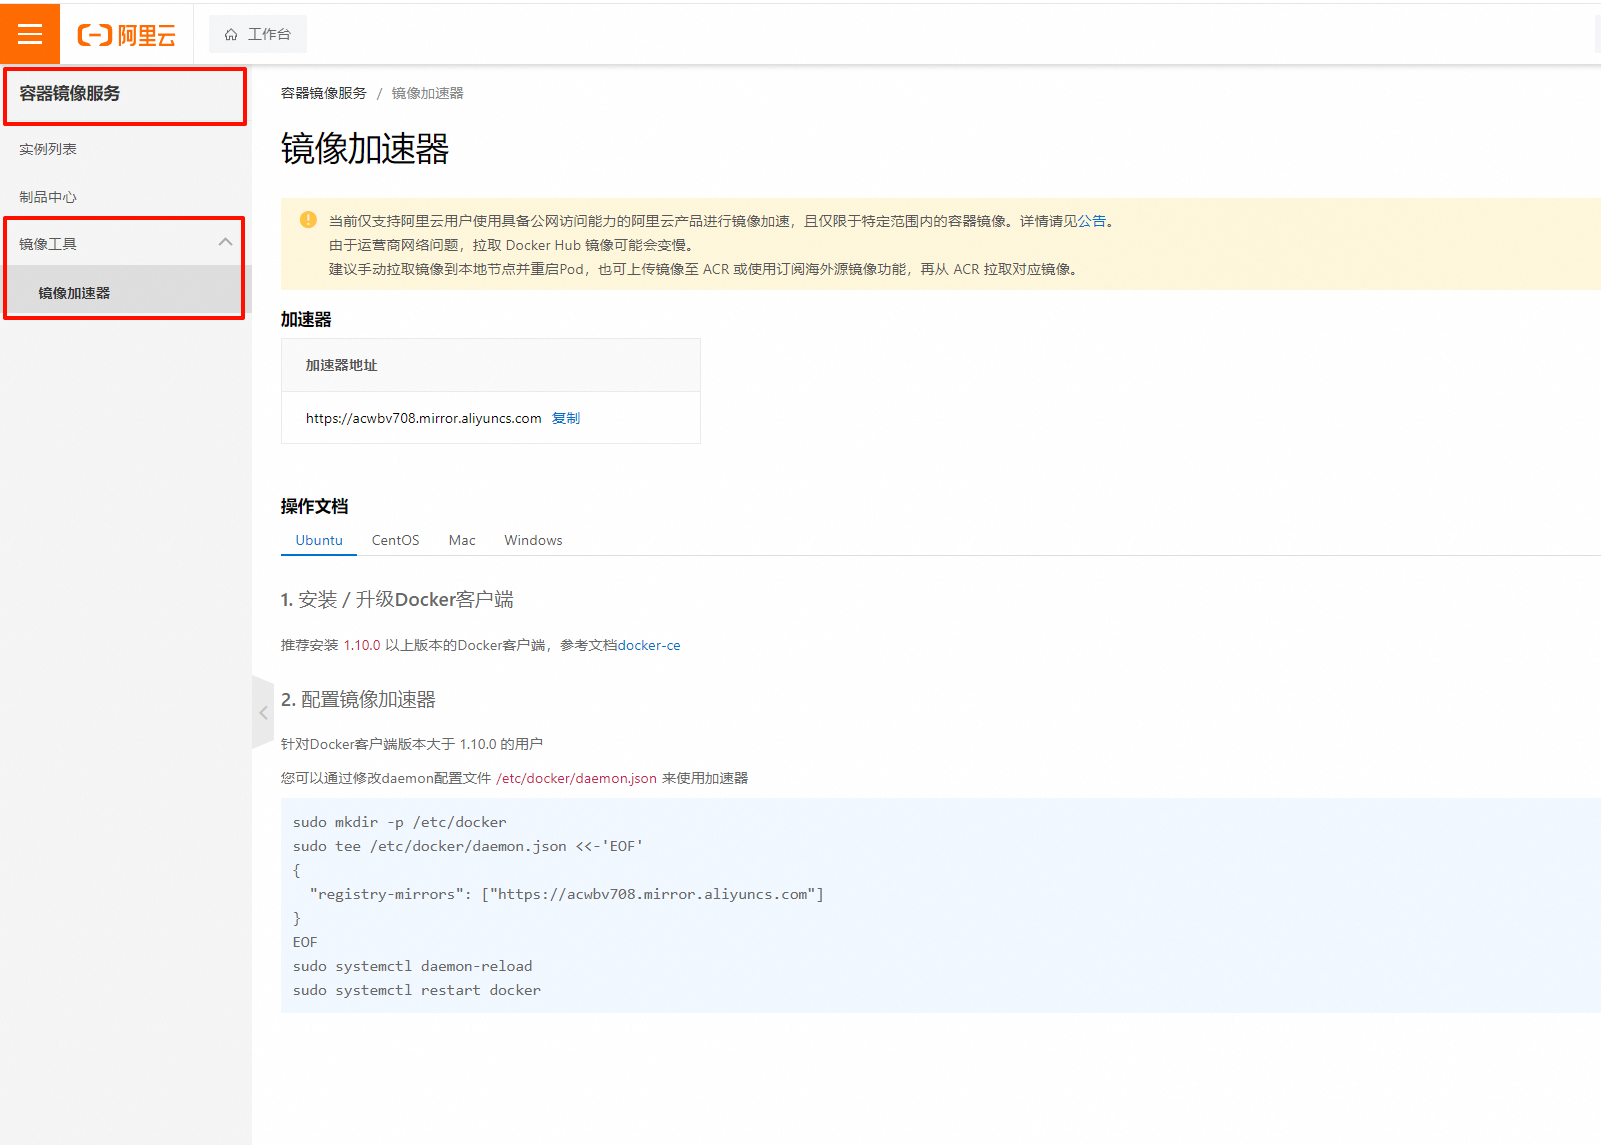 阿里云
工作台
容器镜像服务
实例列表
制品中心
镜像工具
镜像加速器
容器镜像服务 / 镜像加速器
镜像加速器
当前仅支持阿里云用户使用具备公网访问能力的阿里云产品进行镜像加速，且仅限于特定范围内的容器镜像。详情请见公告。
由于运营商网络问题，拉取 Docker Hub 镜像可能会变慢。
建议手动拉取镜像到本地节点并重启Pod，也可上传镜像至 ACR 或使用订阅海外源镜像功能，再从 ACR 拉取对应镜像。
加速器
加速器地址
https://acwbv708.mirror.aliyuncs.com 复制
操作文档
Ubuntu CentOS Mac Windows
1. 安装 / 升级Docker客户端
推荐安装 1.10.0 以上版本的Docker客户端，参考文档docker-ce
2. 配置镜像加速器
针对Docker客户端版本大于 1.10.0 的用户
您可以通过修改daemon配置文件 /etc/docker/daemon.json 来使用加速器
sudo mkdir -p /etc/docker
sudo tee /etc/docker/daemon.json <<-'EOF'
{
  "registry-mirrors": ["https://acwbv708.mirror.aliyuncs.com"]
}
EOF
sudo systemctl daemon-reload
sudo systemctl restart docker